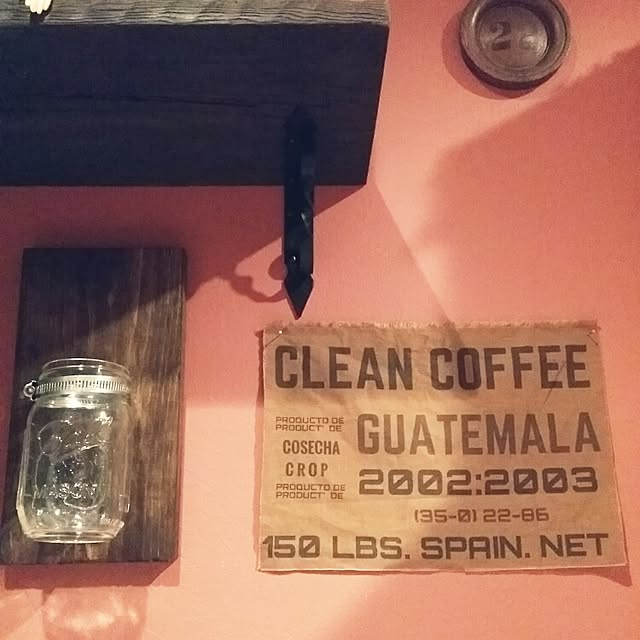 CLEAN COFFEE
PRODUCTO DE
PRODUCT' DE
COSECHA
CROP
PRODUCTO DE
PRODUCT' DE
GUATEMALA
2002:2003
(35-0) 22-86
150 LBS. SPAIN. NET
MASON